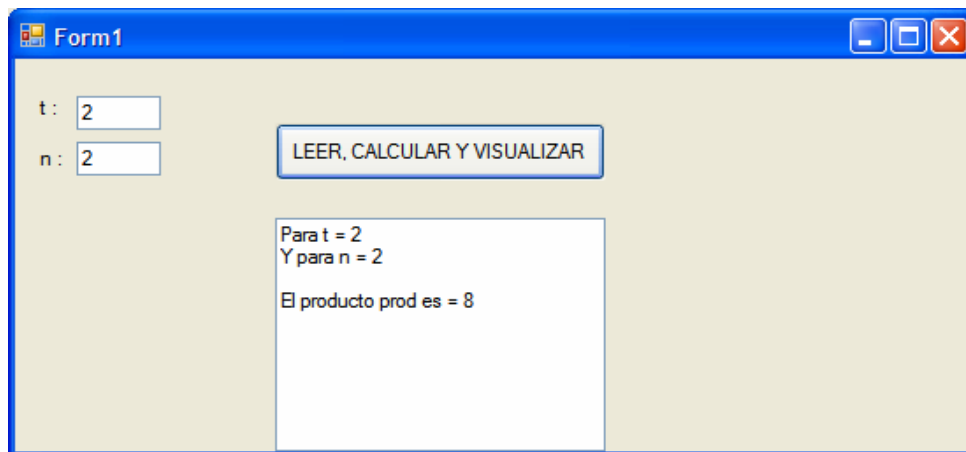 Form1
t : 2
n : 2
LEER, CALCULAR Y VISUALIZAR
Para t = 2
Y para n = 2
El producto prod es = 8